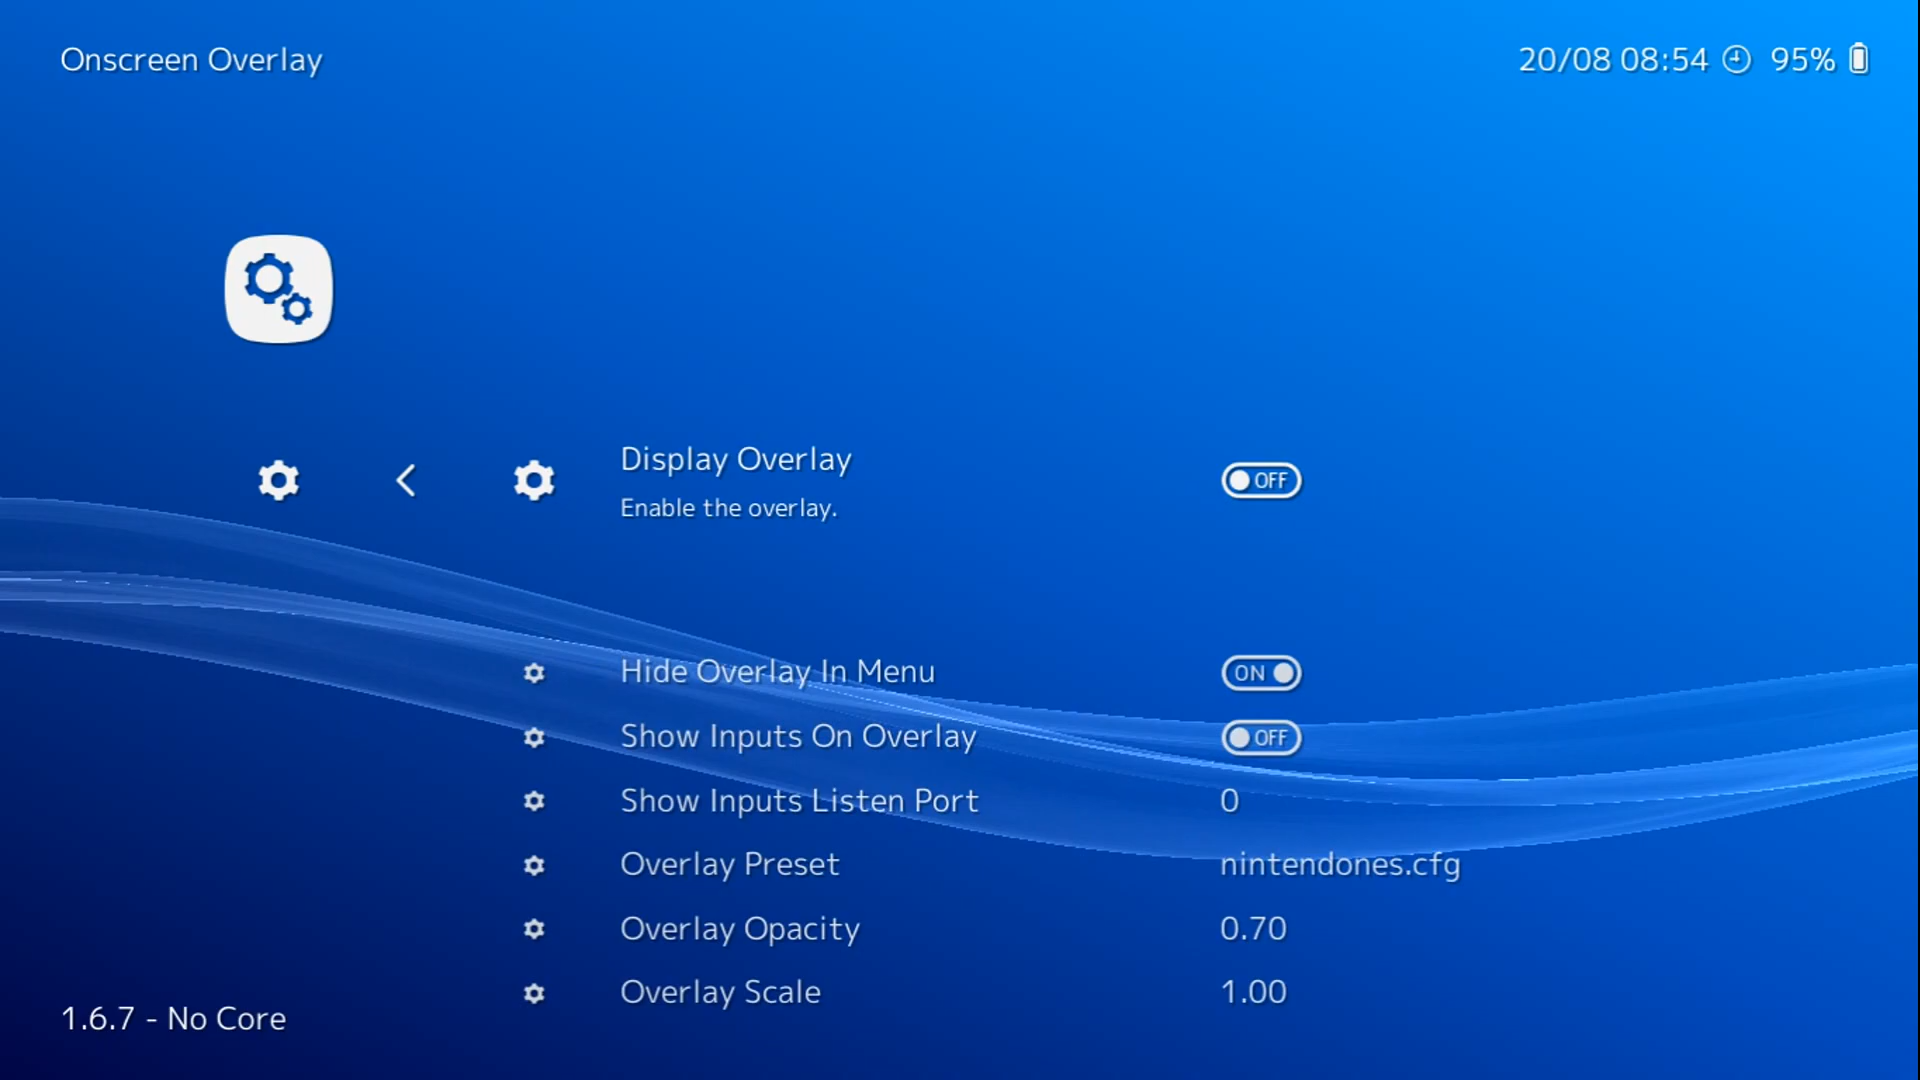 Onscreen Overlay
20/08 08:54 95%
Display Overlay
OFF
Enable the overlay.
Hide Overlay In Menu
ON
Show Inputs On Overlay
OFF
Show Inputs Listen Port
0
Overlay Preset
nintendones.cfg
Overlay Opacity
0.70
Overlay Scale
1.00
1.6.7 - No Core